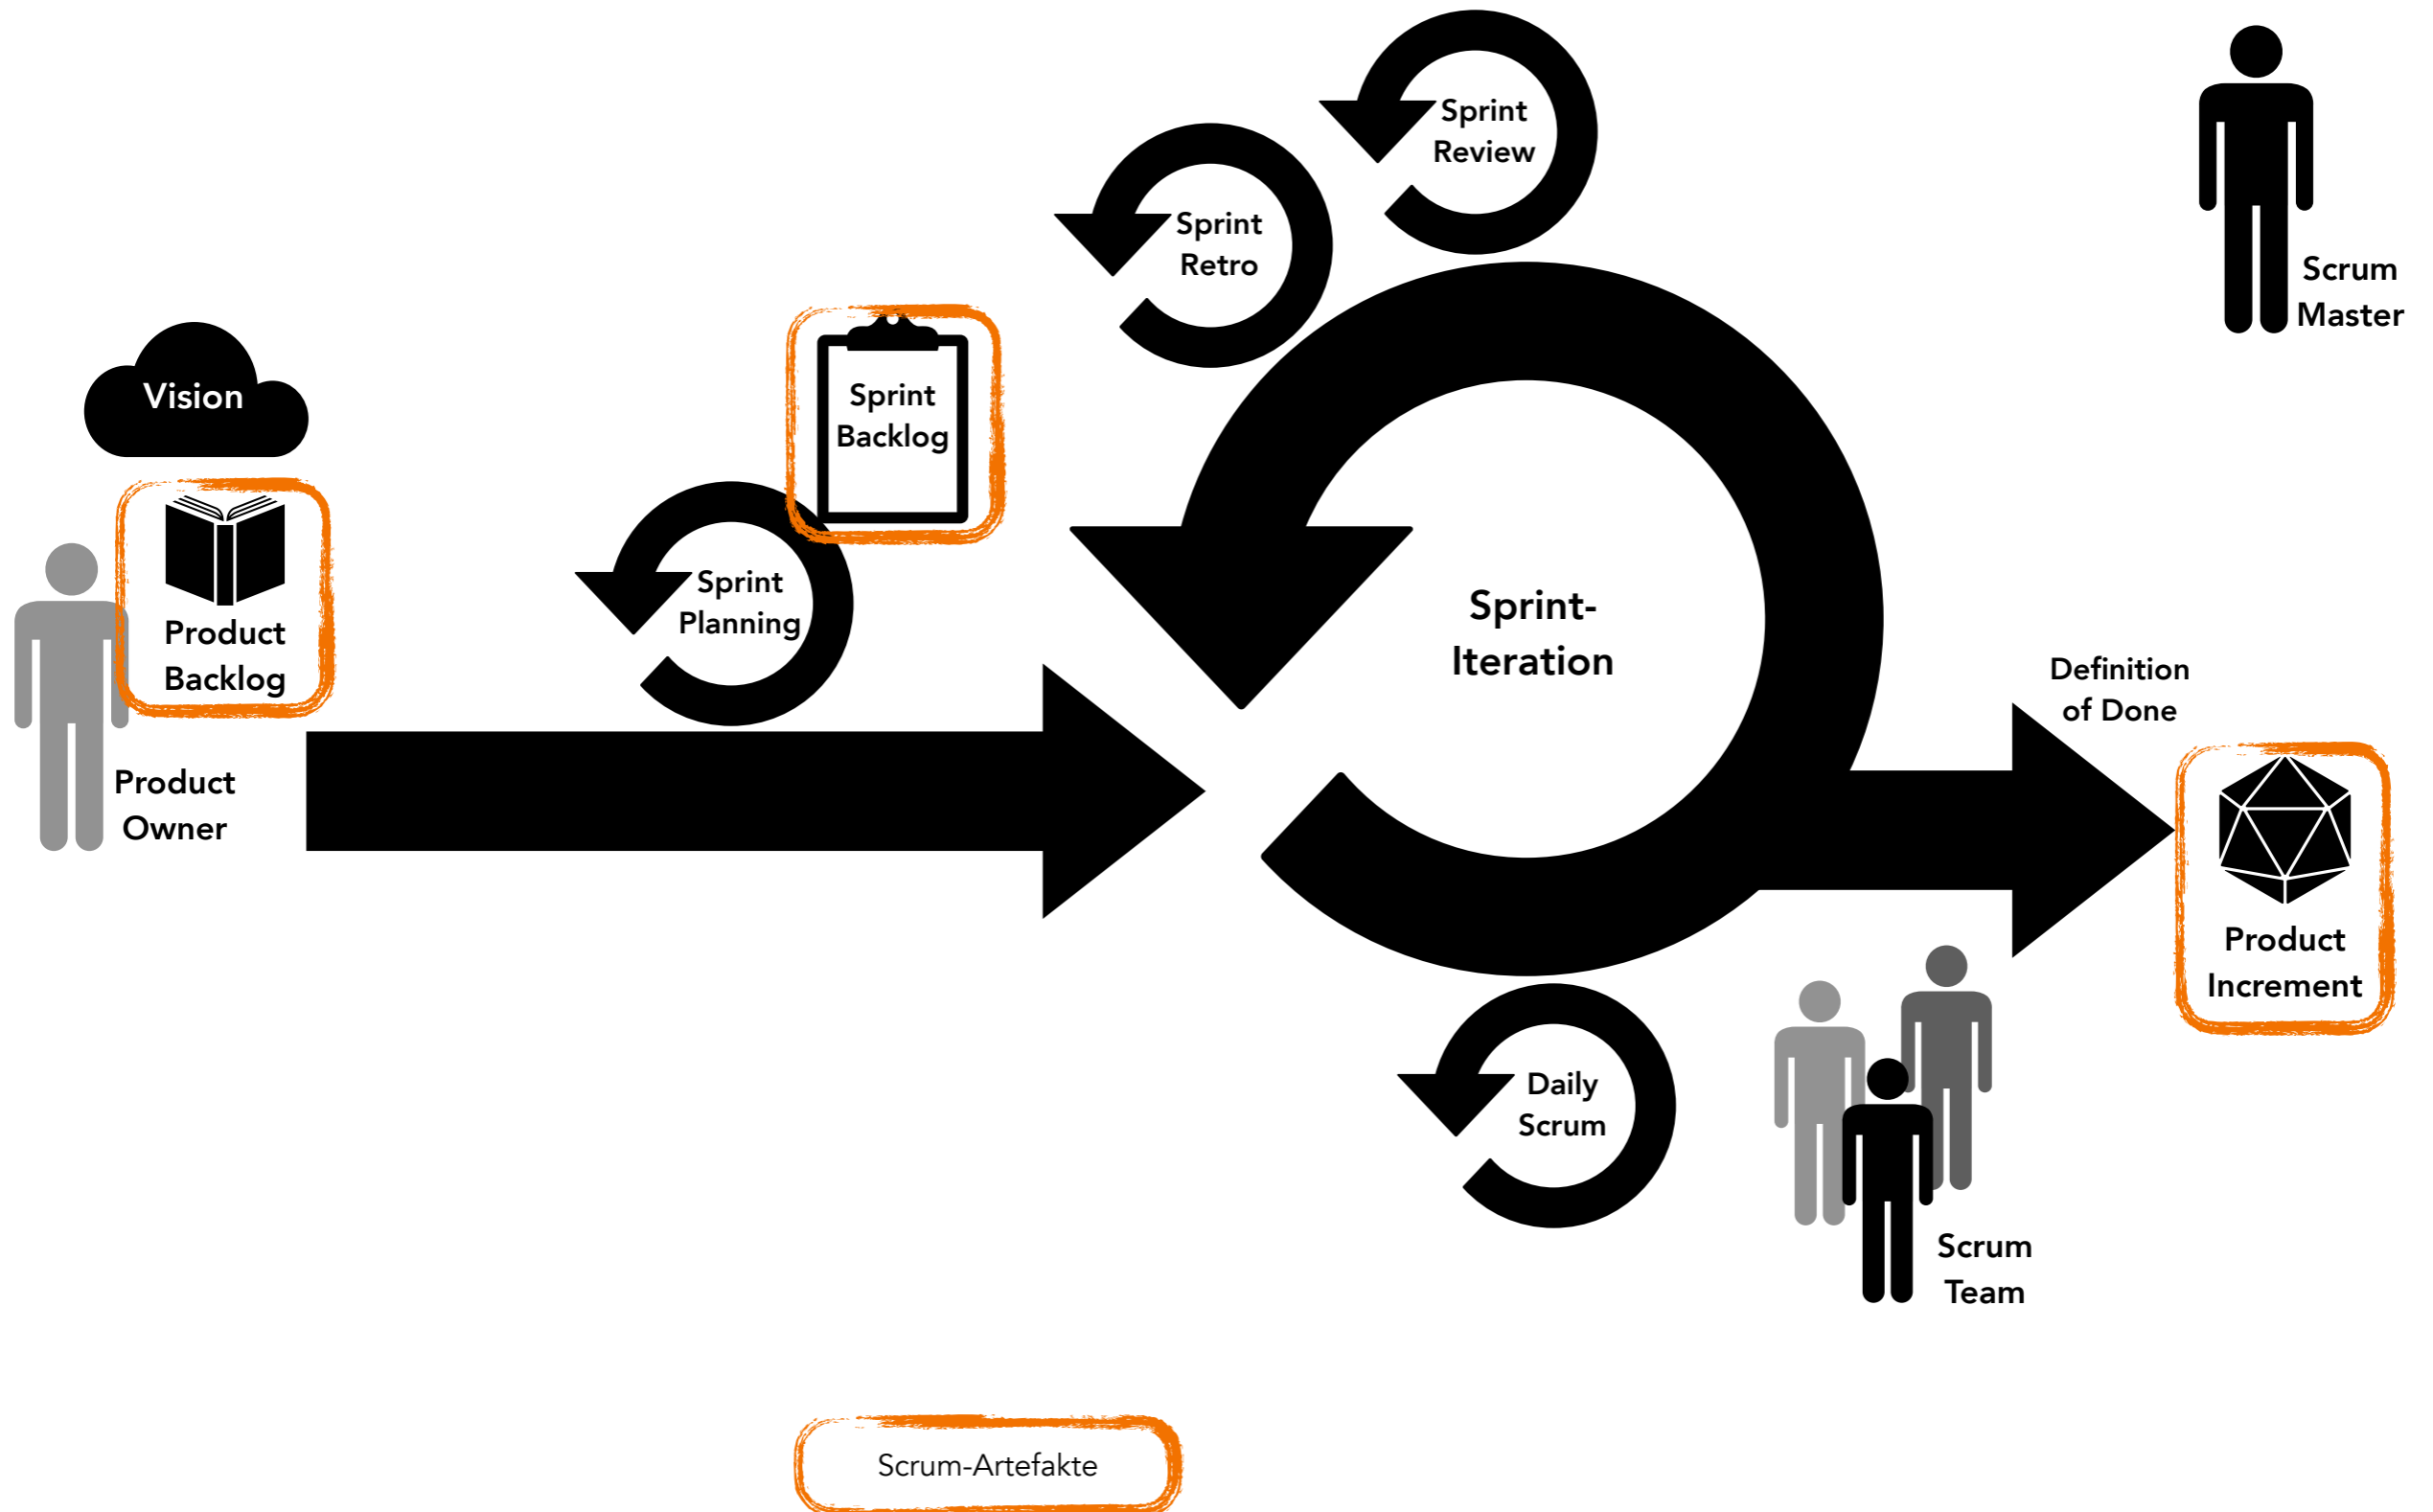 Sprint
Review
Sprint
Retro
Scrum
Master
Vision
Sprint
Backlog
Product
Backlog
Sprint
Planning
Sprint-
Iteration
Definition
of Done
Product
Owner
Product
Increment
Daily
Scrum
Scrum
Team
Scrum-Artefakte